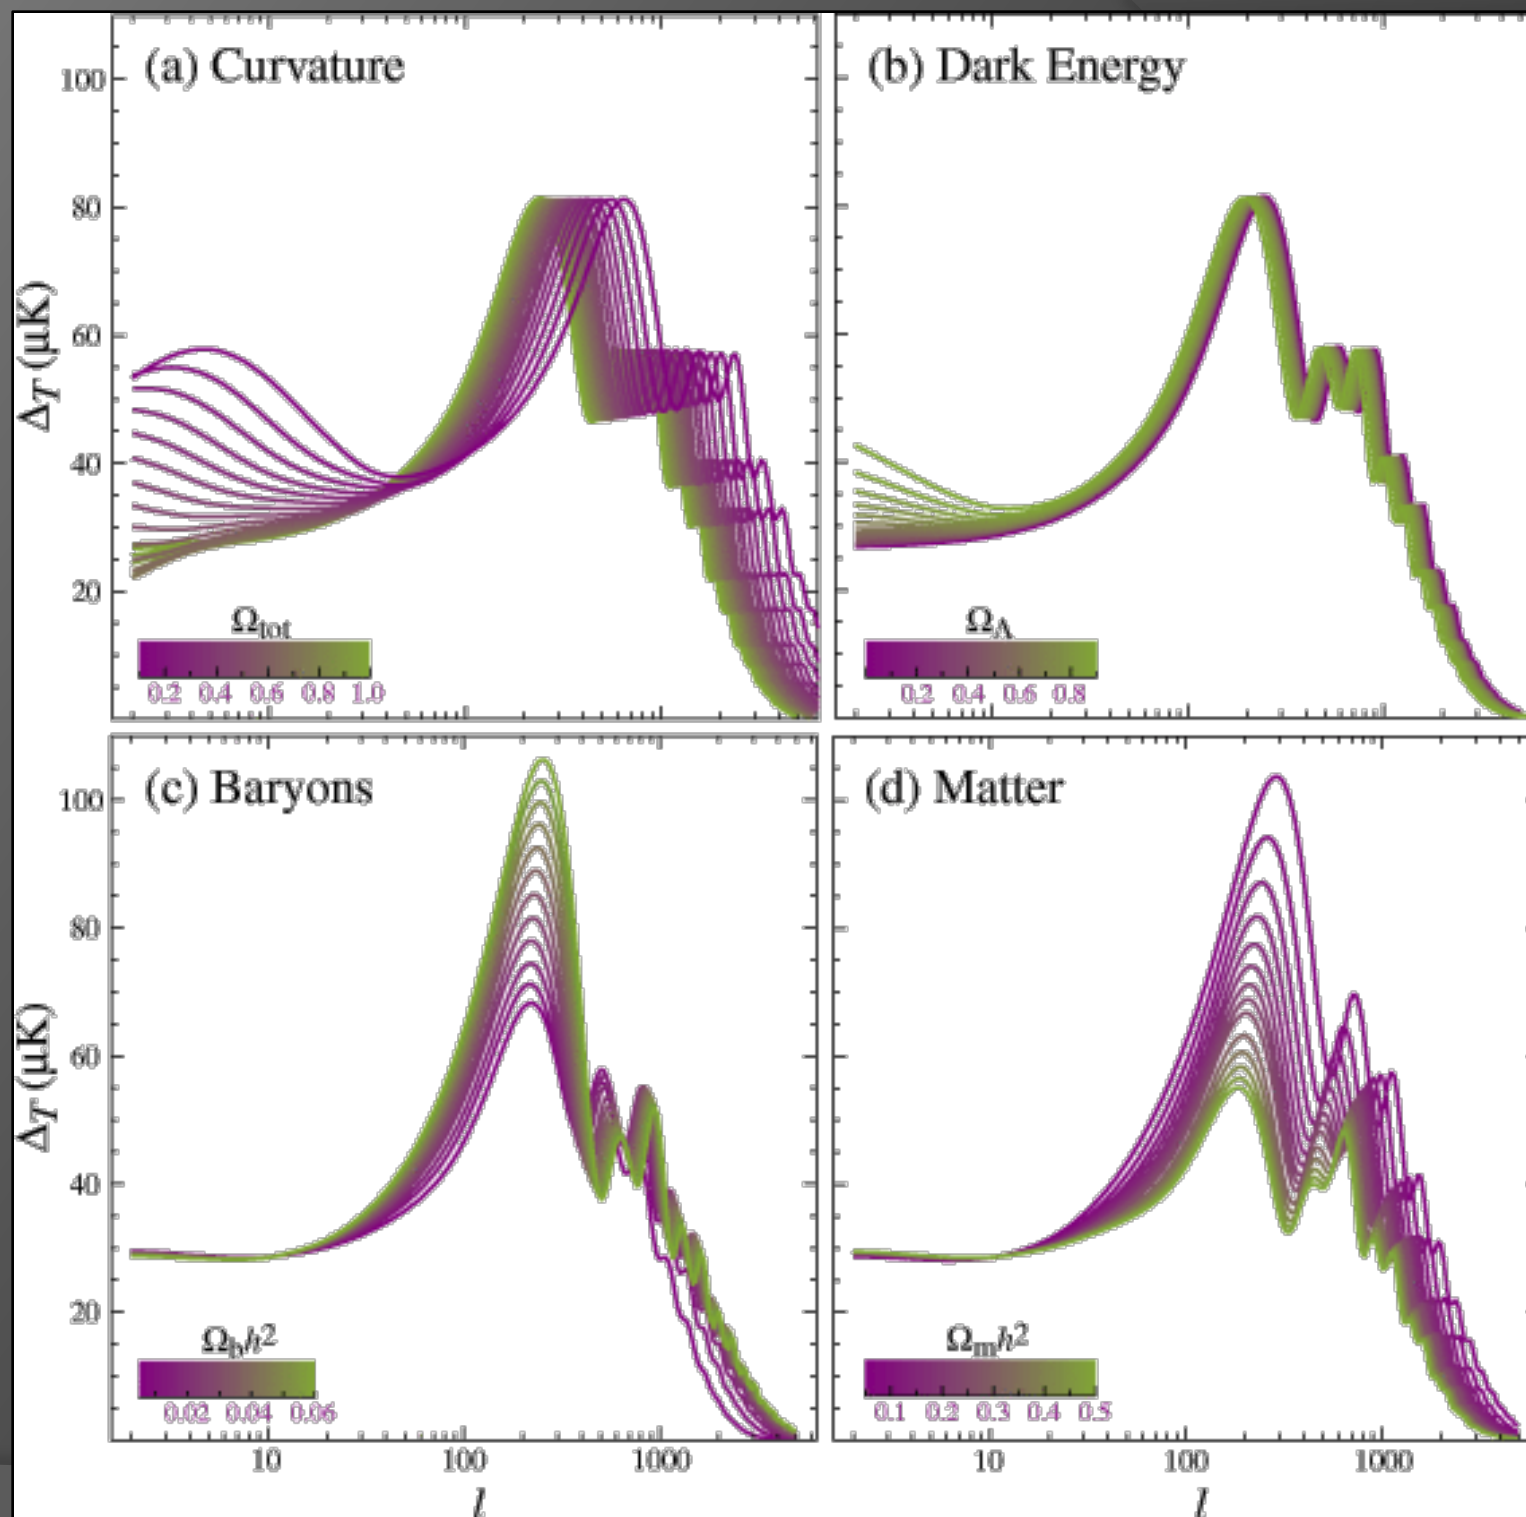 (a) Curvature
(b) Dark Energy
100
80
60
40
20
ΔT (μK)
Ωtot
0.2 0.4 0.6 0.8 1.0
ΩΛ
0.2 0.4 0.6 0.8
(c) Baryons
(d) Matter
100
80
60
40
20
ΔT (μK)
Ωbh²
0.02 0.04 0.06
Ωmh²
0.1 0.2 0.3 0.4 0.5
10 100 1000
10 100 1000
l
l